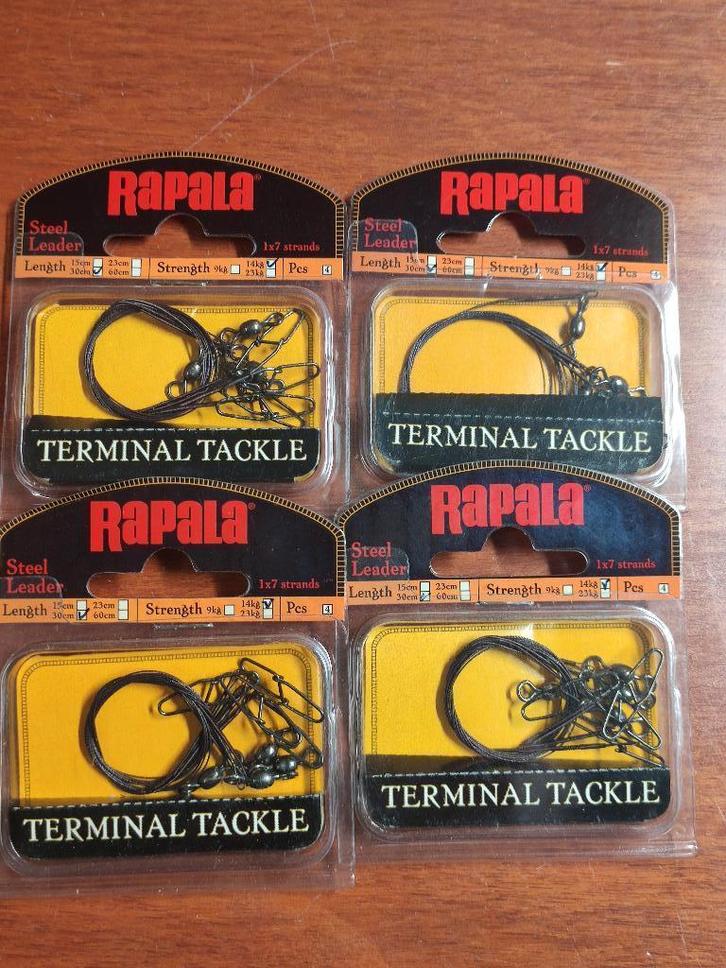 RAPALA®
Steel
Leader
1x7 strands
Length 15cm 23cm Strength 9kg 14kg Pcs 4
30cm 60cm 23kg
TERMINAL TACKLE
RAPALA®
Steel
Leader
1x7 strands
Length 15cm 23cm Strength 9kg 14kg Pcs 4
30cm 60cm 23kg
TERMINAL TACKLE
RAPALA®
Steel
Leader
1x7 strands
Length 15cm 23cm Strength 9kg 14kg Pcs 4
30cm 60cm 23kg
TERMINAL TACKLE
RAPALA®
Steel
Leader
1x7 strands
Length 15cm 23cm Strength 9kg 14kg Pcs 4
30cm 60cm 23kg
TERMINAL TACKLE